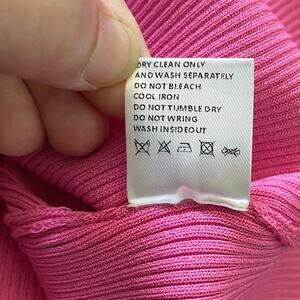 DRY CLEAN ONLY
AND WASH SEPARATELY
DO NOT BLEACH
COOL IRON
DO NOT TUMBLE DRY
DO NOT WRING
WASH INSIDEOUT